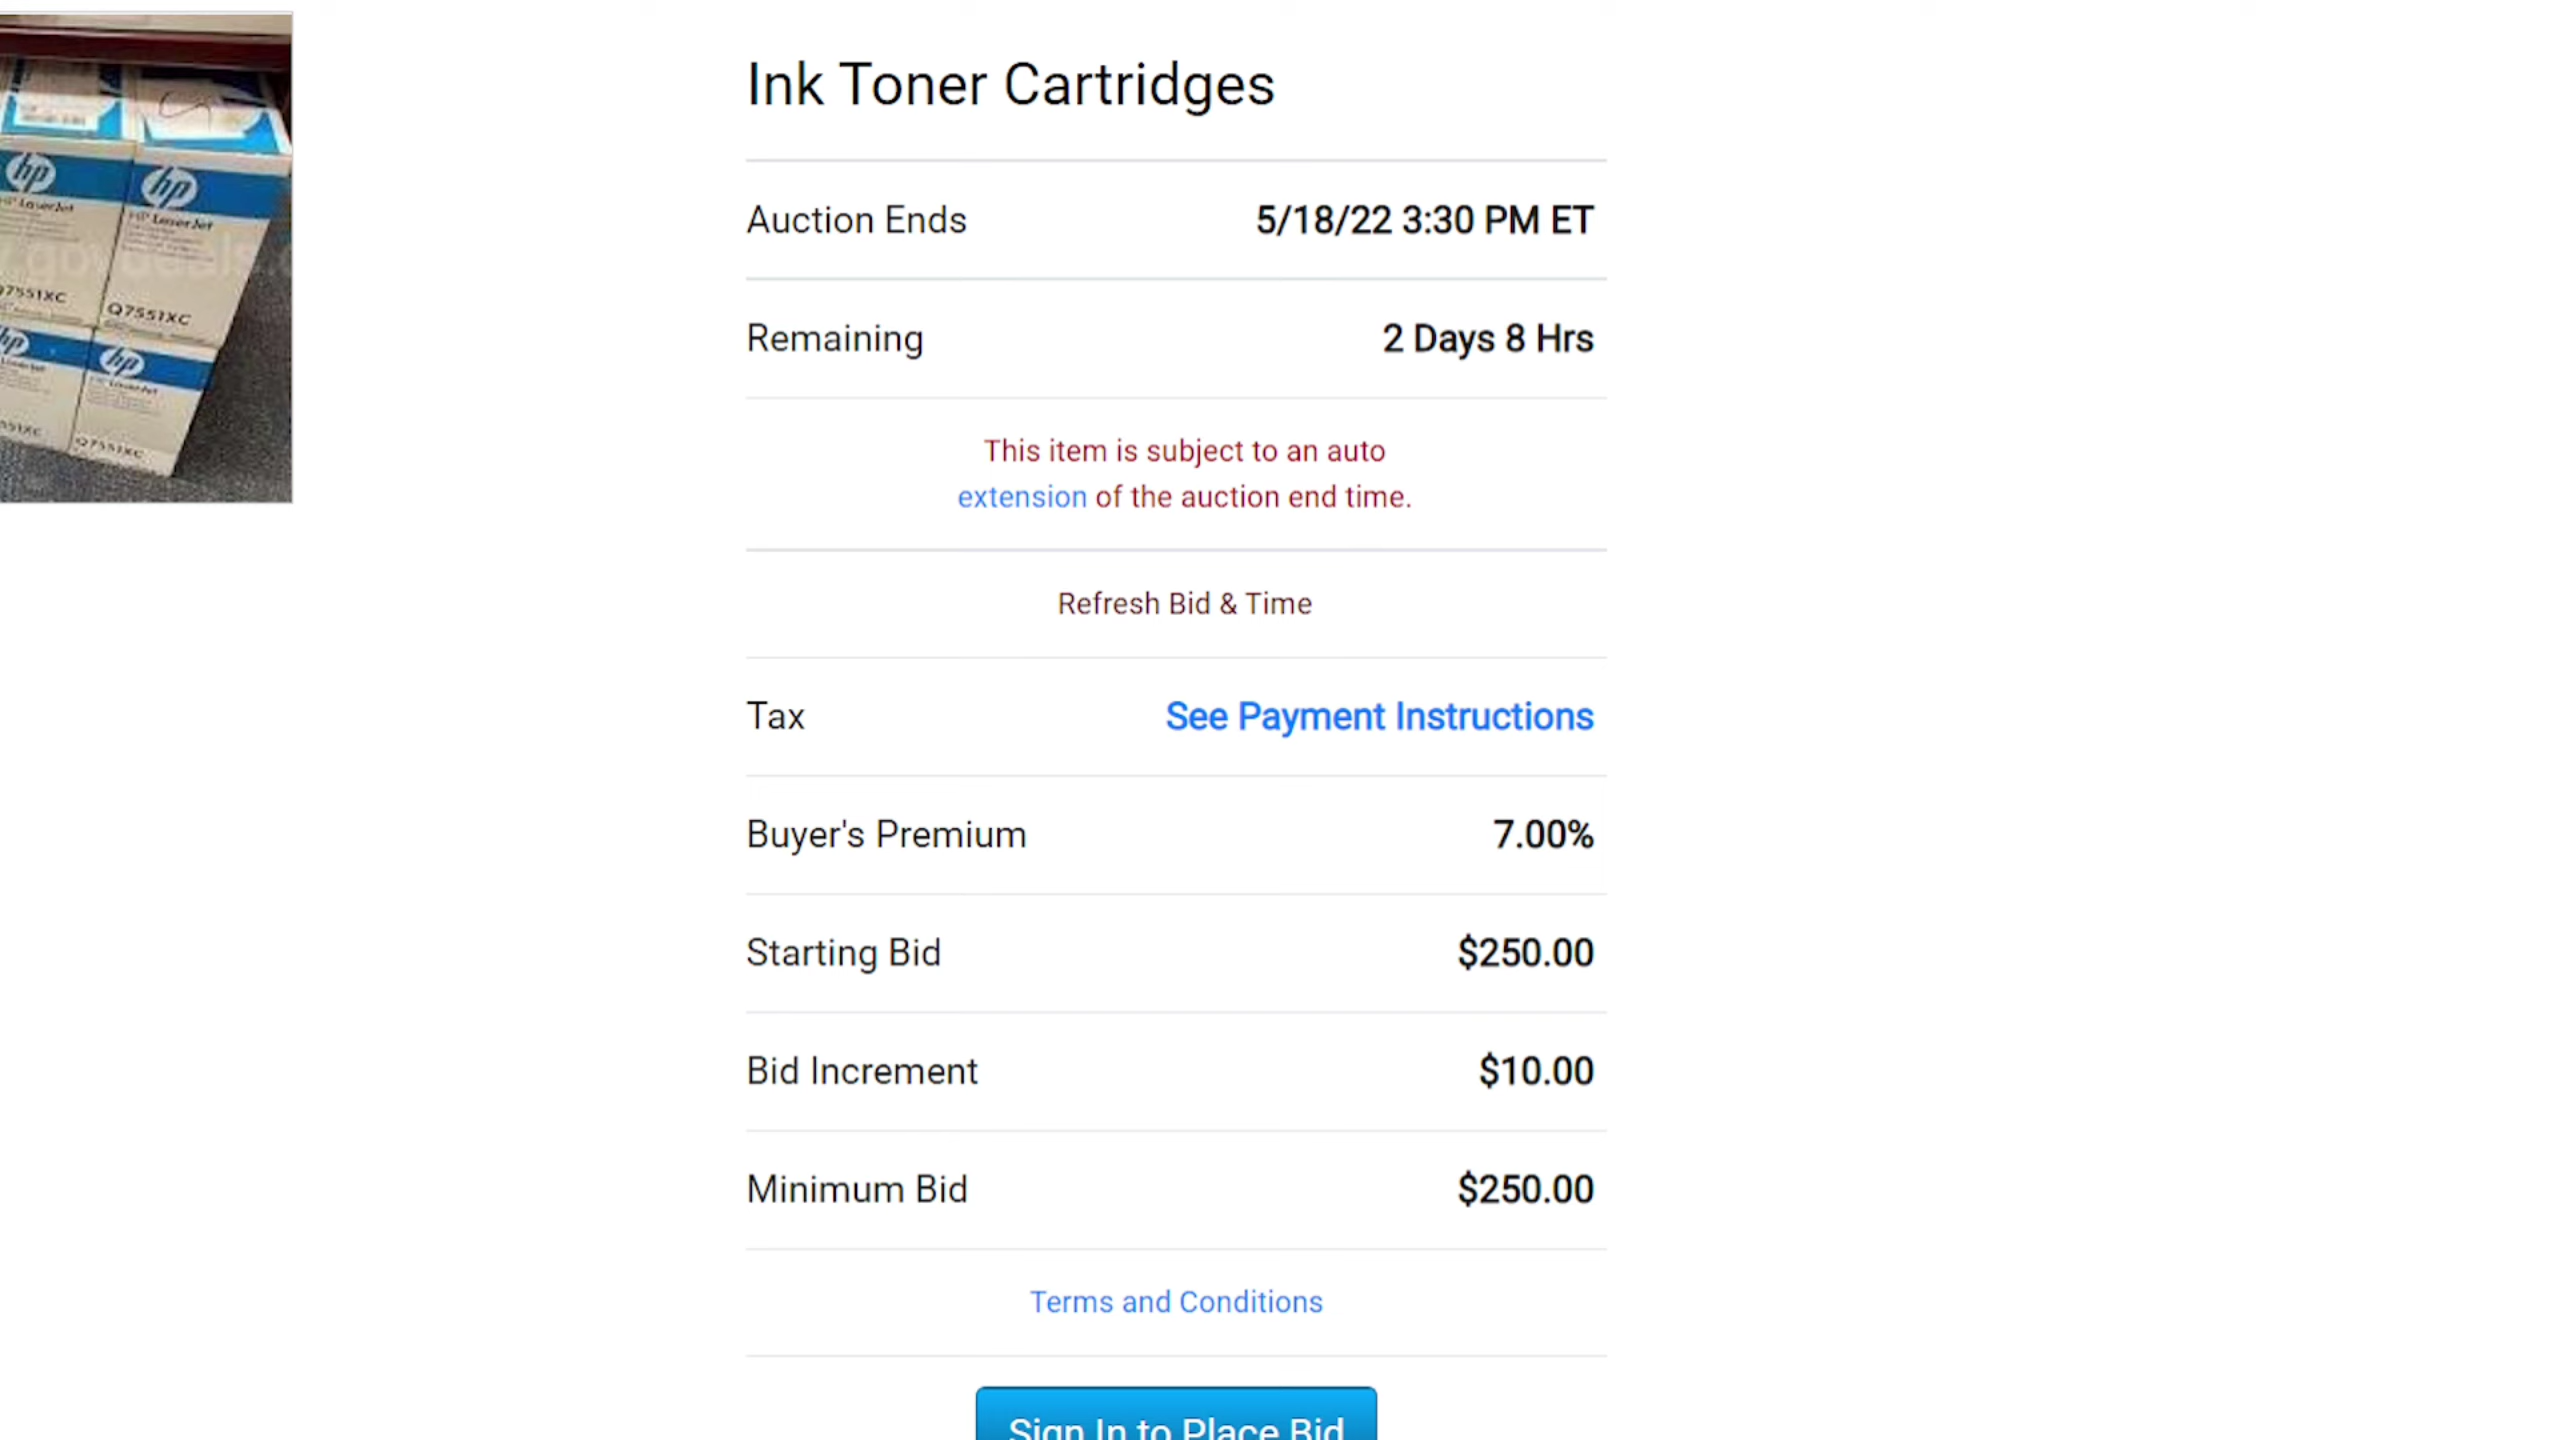 Ink Toner Cartridges
Auction Ends 5/18/22 3:30 PM ET
Remaining 2 Days 8 Hrs
This item is subject to an auto
extension of the auction end time.
Refresh Bid & Time
Tax See Payment Instructions
Buyer's Premium 7.00%
Starting Bid $250.00
Bid Increment $10.00
Minimum Bid $250.00
Terms and Conditions
Sign In to Place Bid
hp hp
HP LaserJet
Q7551XC
hp hp
Q7551XC